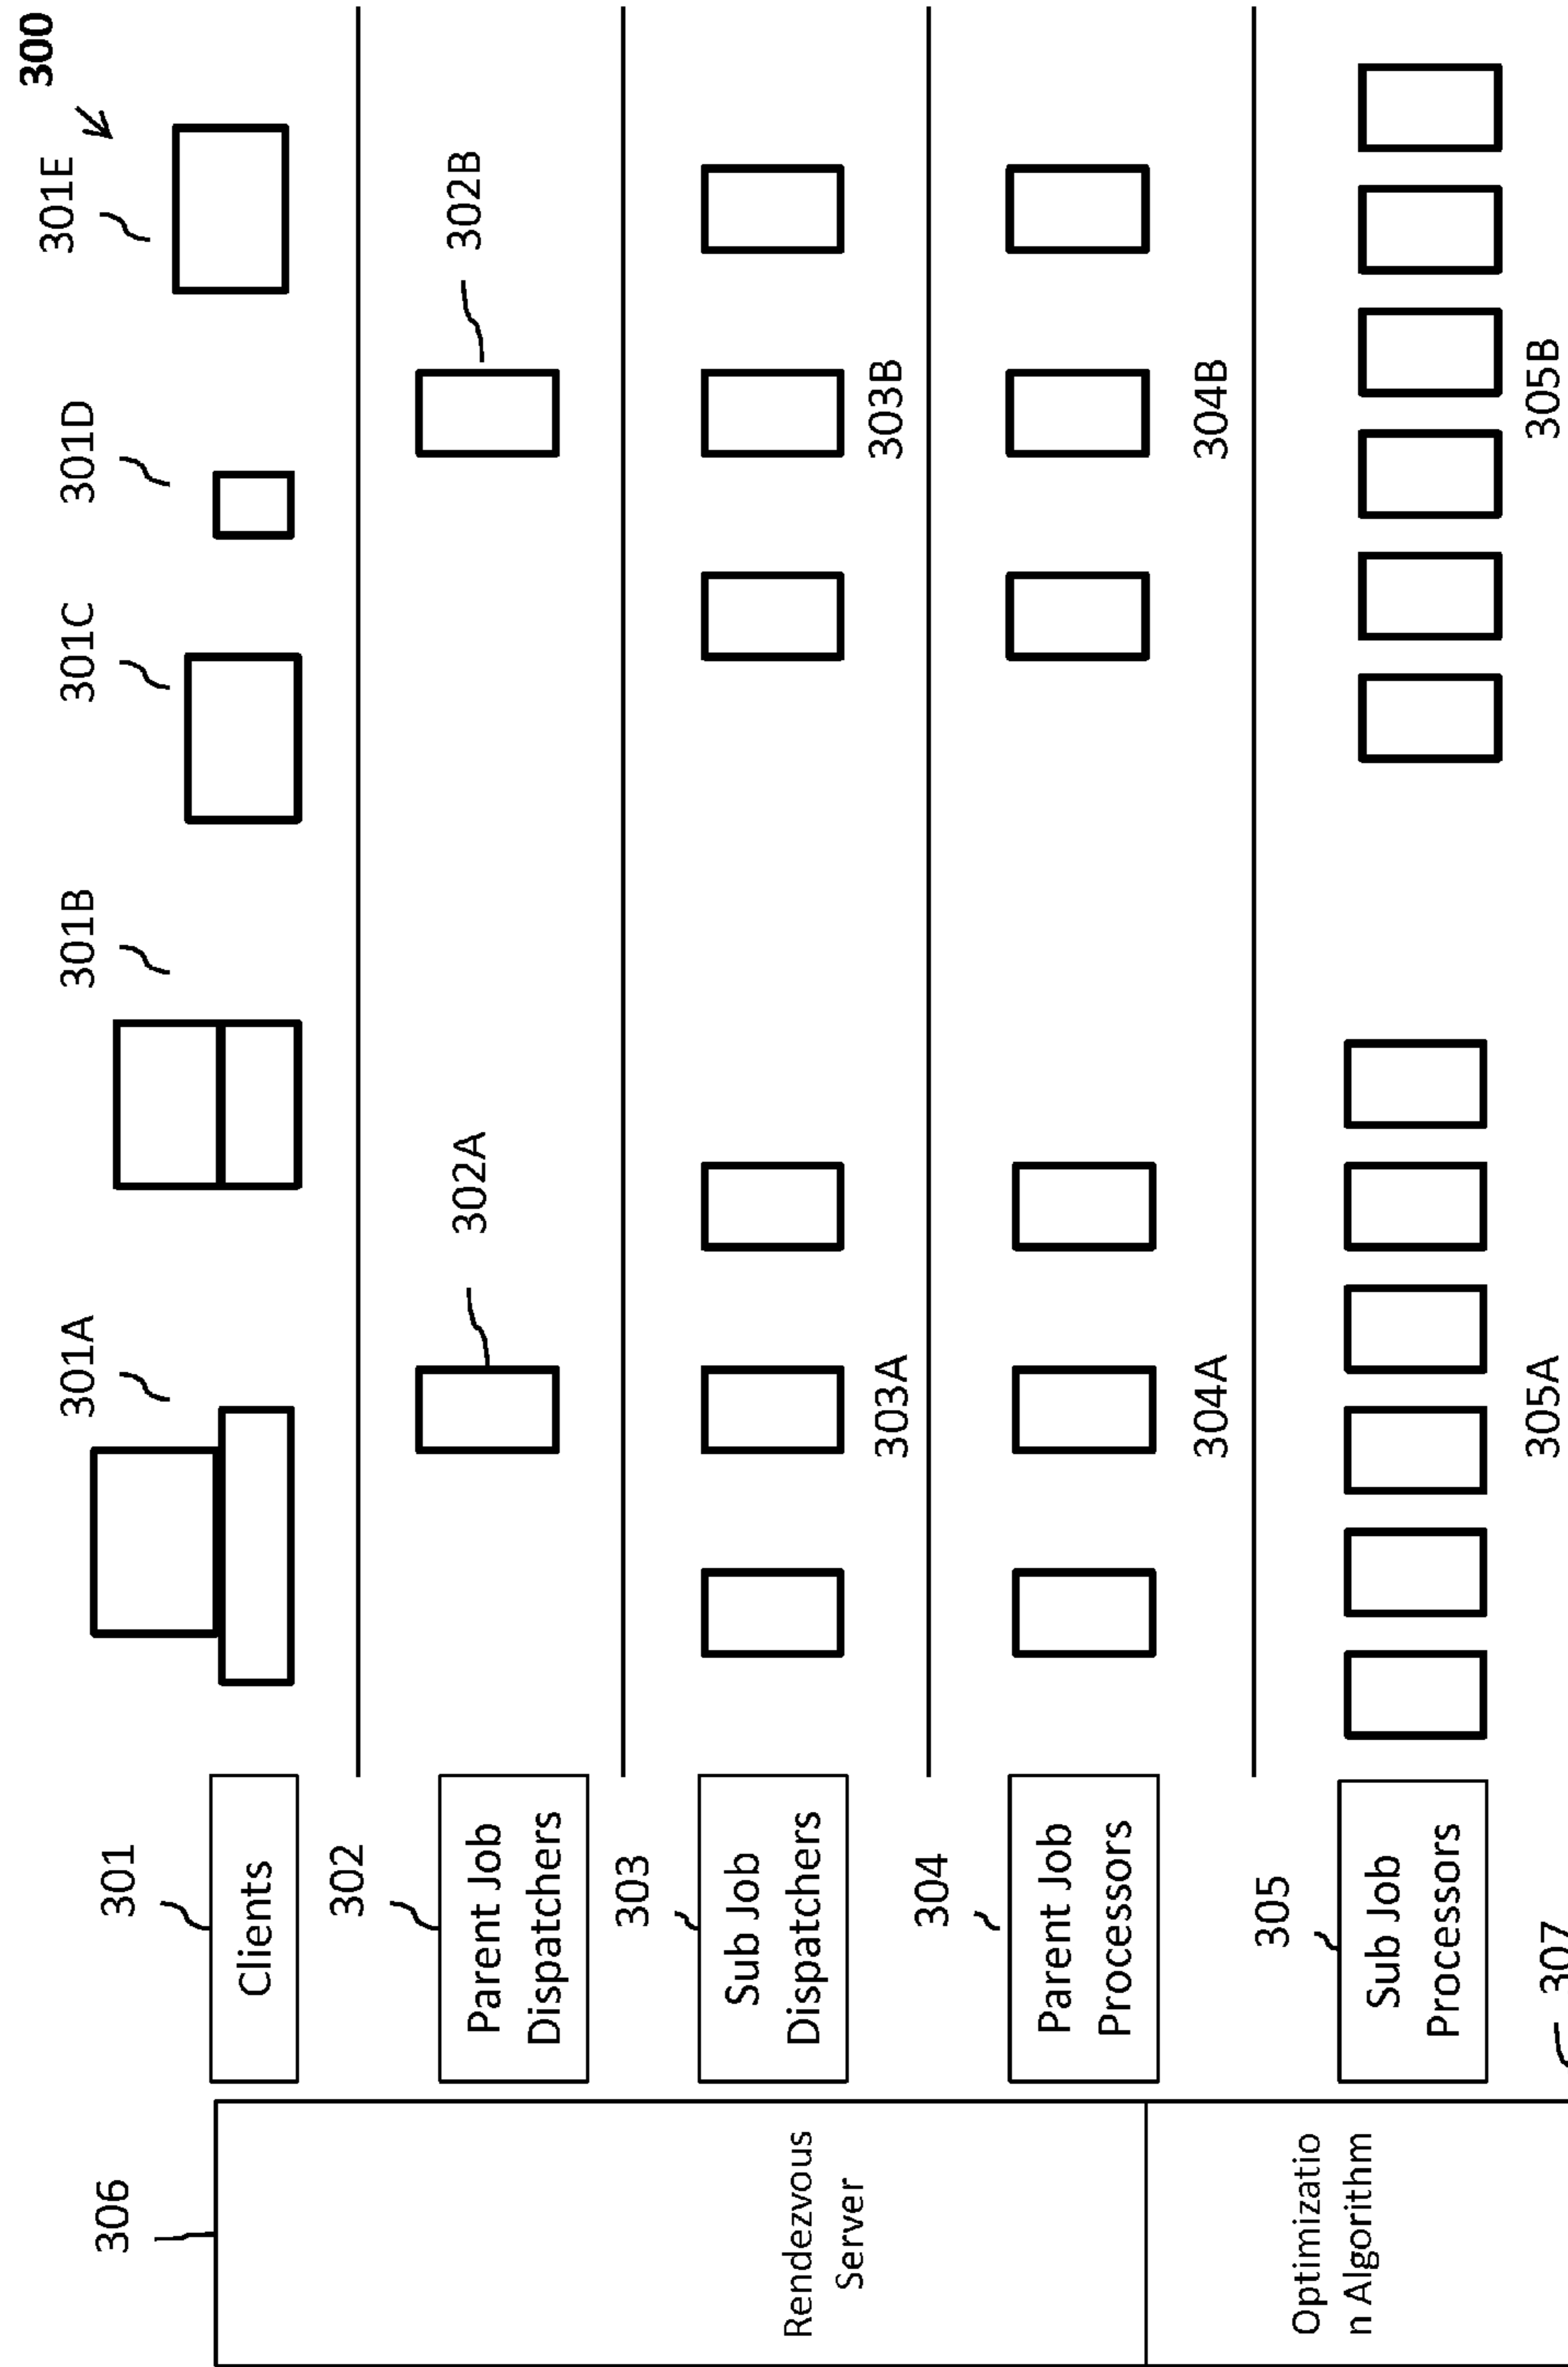 300
301E
301D
301C
301B
301A
301
Clients
306
302B
302A
302
Parent Job
Dispatchers
303
Sub Job
Dispatchers
303A
303B
Rendezvous
Server
304
Parent Job
Processors
304A
304B
305
Sub Job
Processors
305A
305B
Optimizatio
n Algorithm
307